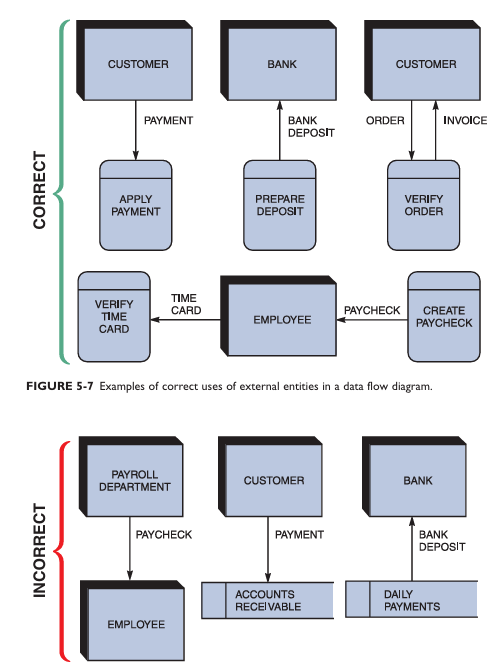 CORRECT
CUSTOMER
BANK
CUSTOMER
PAYMENT
BANK
DEPOSIT
ORDER
INVOICE
APPLY
PAYMENT
PREPARE
DEPOSIT
VERIFY
ORDER
VERIFY
TIME
CARD
TIME
CARD
EMPLOYEE
PAYCHECK
CREATE
PAYCHECK
FIGURE 5-7 Examples of correct uses of external entities in a data flow diagram.
INCORRECT
PAYROLL
DEPARTMENT
CUSTOMER
BANK
PAYCHECK
PAYMENT
BANK
DEPOSIT
EMPLOYEE
ACCOUNTS
RECEIVABLE
DAILY
PAYMENTS